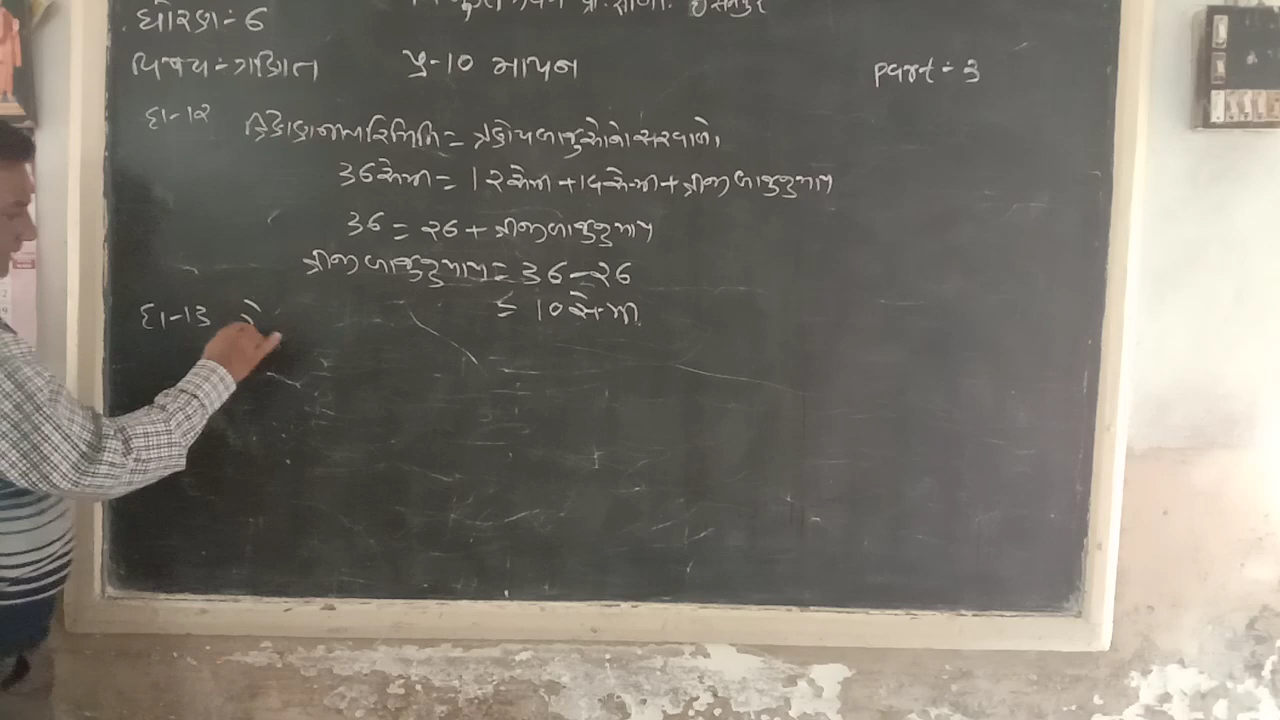 ધોરણ:- 6
વિષય:- ગણિત પ્ર-10 માપન part:- 3
દા-12 ત્રિકોણની પરિમિતિ = ત્રણેય બાજુઓનો સરવાળો
36 સેમી = 12 સેમી + 14 સે.મી + ત્રીજી બાજુનુ માપ
36 = 26 + ત્રીજી બાજુનુ માપ
ત્રીજી બાજુનુ માપ = 36 - 26
= 10 સે.મી.
દા-13